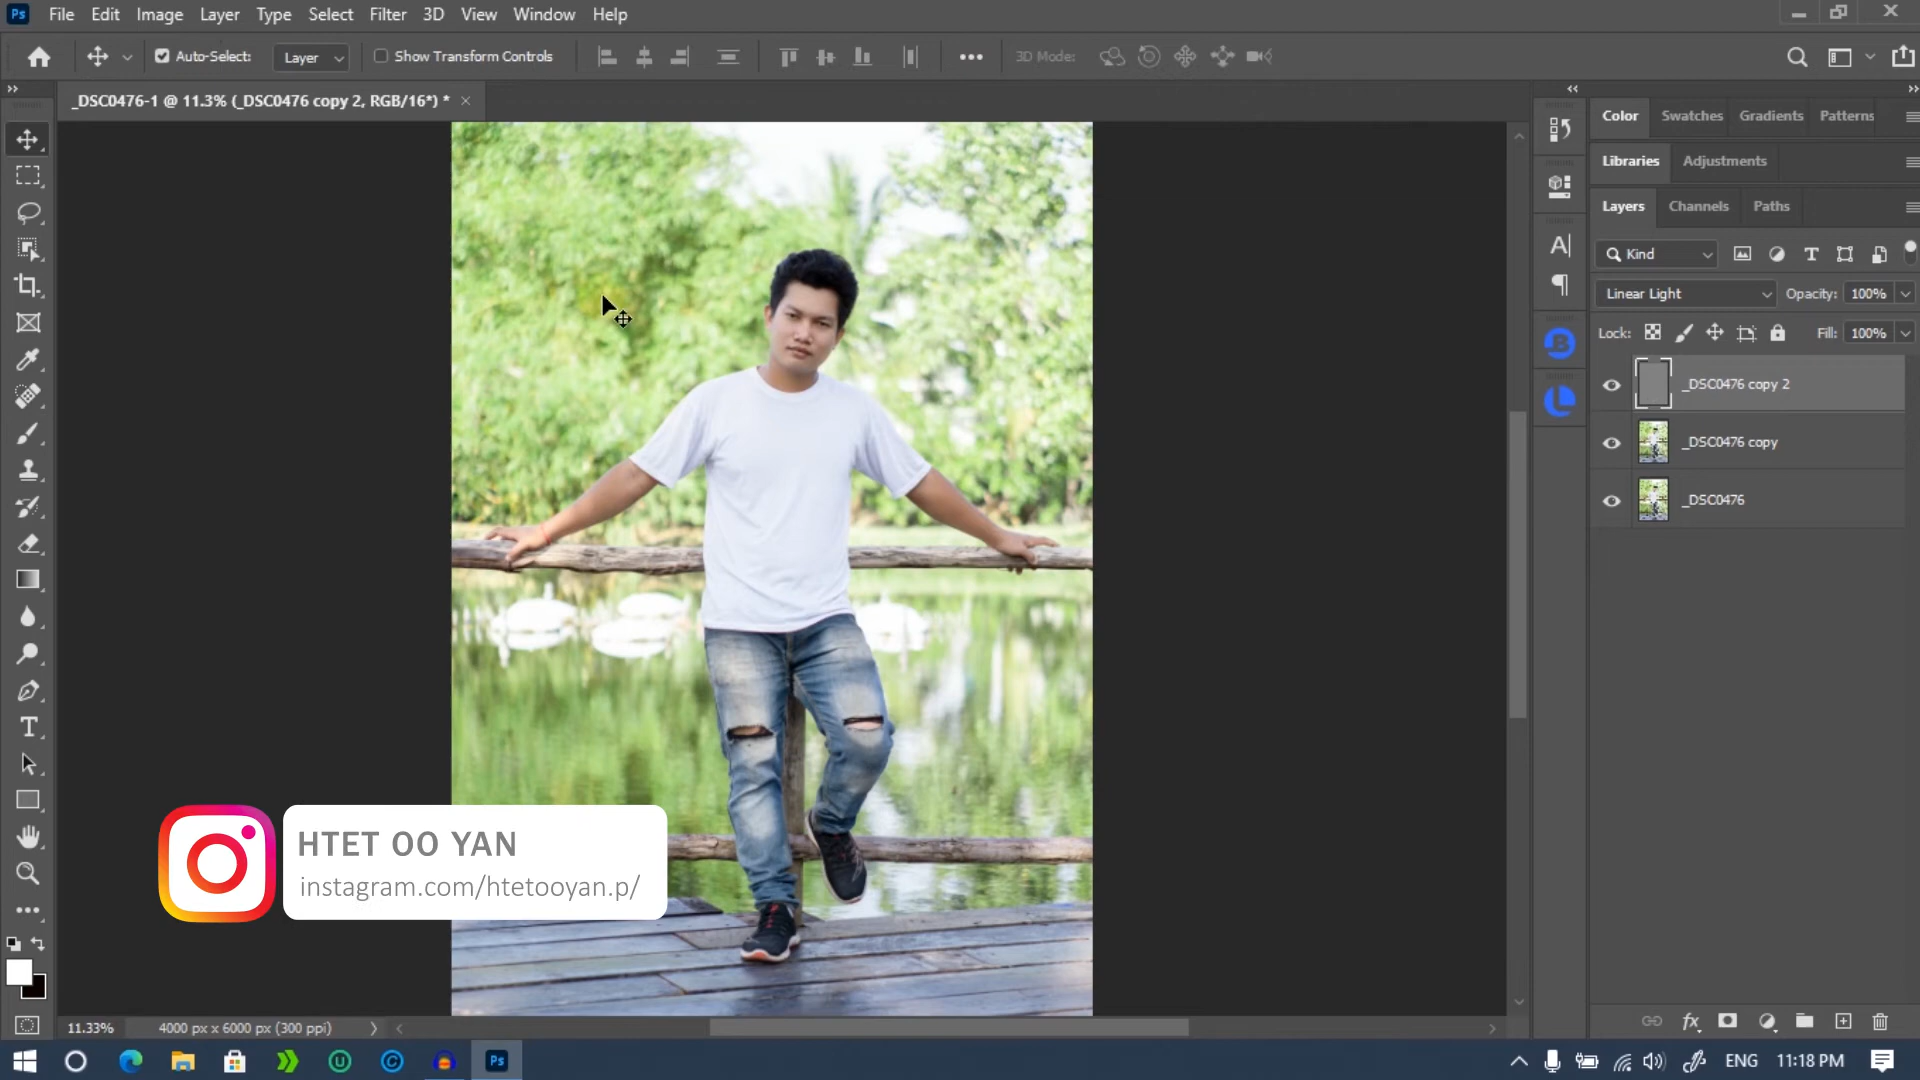 Ps File Edit Image Layer Type Select Filter 3D View Window Help
Auto-Select: Layer Show Transform Controls 3D Mode:
_DSC0476-1 @ 11.3% (_DSC0476 copy 2, RGB/16*) *
Color Swatches Gradients Patterns
Libraries Adjustments
Layers Channels Paths
Kind
Linear Light Opacity: 100%
Lock: Fill: 100%
_DSC0476 copy 2
_DSC0476 copy
_DSC0476
HTET OO YAN
instagram.com/htetooyan.p/
11.33% 4000 px x 6000 px (300 ppi)
Ps ENG 11:18 PM